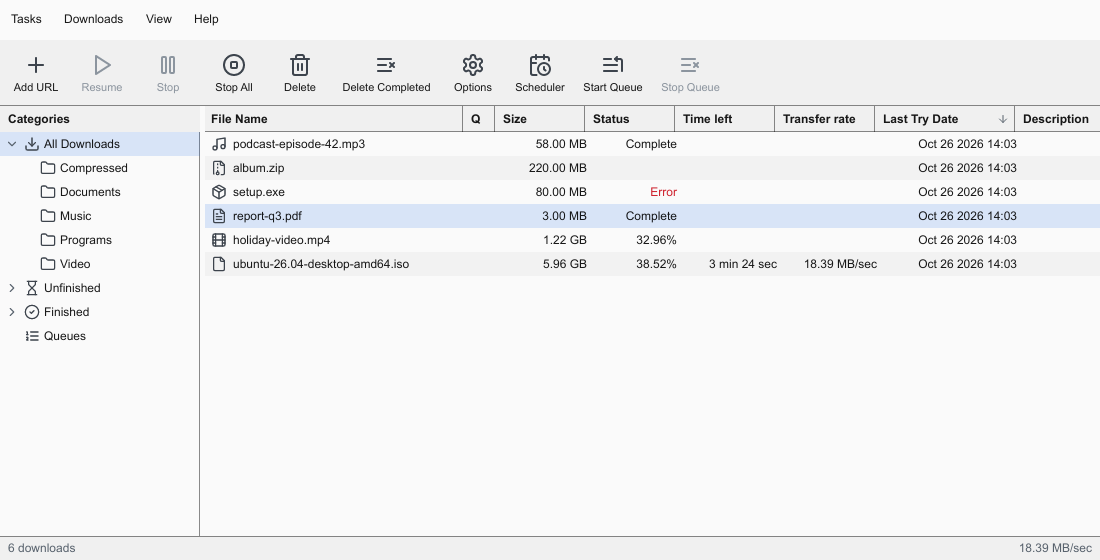 Tasks Downloads View Help
Add URL Resume Stop Stop All Delete Delete Completed Options Scheduler Start Queue Stop Queue
Categories
All Downloads
Compressed
Documents
Music
Programs
Video
Unfinished
Finished
Queues
File Name Q Size Status Time left Transfer rate Last Try Date Description
podcast-episode-42.mp3 58.00 MB Complete Oct 26 2026 14:03
album.zip 220.00 MB Oct 26 2026 14:03
setup.exe 80.00 MB Error Oct 26 2026 14:03
report-q3.pdf 3.00 MB Complete Oct 26 2026 14:03
holiday-video.mp4 1.22 GB 32.96% Oct 26 2026 14:03
ubuntu-26.04-desktop-amd64.iso 5.96 GB 38.52% 3 min 24 sec 18.39 MB/sec Oct 26 2026 14:03
6 downloads 18.39 MB/sec